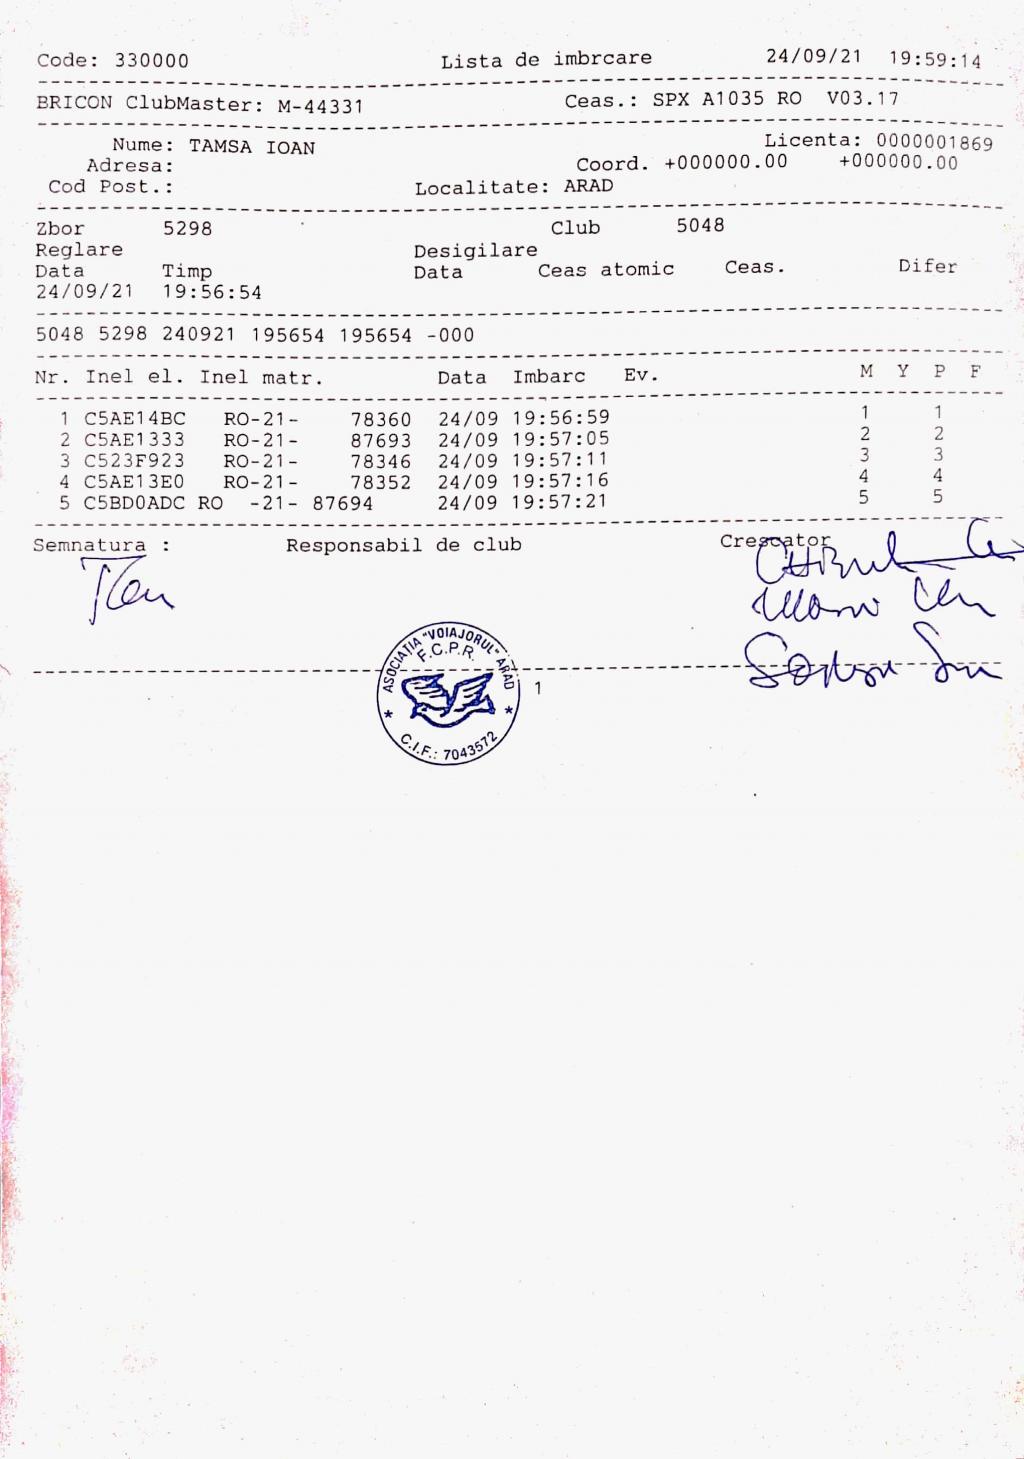 Code: 330000 Lista de imbrcare 24/09/21 19:59:14
BRICON ClubMaster: M-44331 Ceas.: SPX A1035 RO V03.17
Nume: TAMSA IOAN Licenta: 0000001869
Adresa: Coord. +000000.00 +000000.00
Cod Post.: Localitate: ARAD
Zbor 5298 Club 5048
Reglare Desigilare
Data Timp Data Ceas atomic Ceas. Difer
24/09/21 19:56:54
5048 5298 240921 195654 195654 -000
Nr. Inel el. Inel matr. Data Imbarc Ev. M Y P F
1 C5AE14BC RO-21- 78360 24/09 19:56:59 1 1
2 C5AE1333 RO-21- 87693 24/09 19:57:05 2 2
3 C523F923 RO-21- 78346 24/09 19:57:11 3 3
4 C5AE13E0 RO-21- 78352 24/09 19:57:16 4 4
5 C5BD0ADC RO -21- 87694 24/09 19:57:21 5 5
Semnatura : Responsabil de club Crescator
ASOCIATIA "VOIAJORUL" ARAD
F.C.P.R.
* *
C.I.F.: 7043572
1